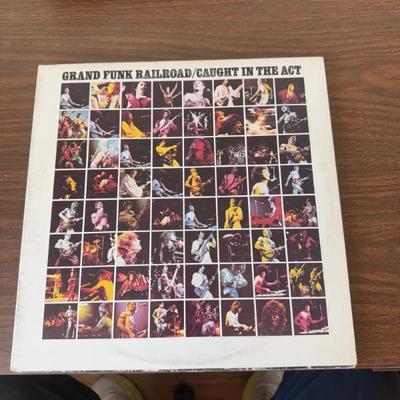 GRAND FUNK RAILROAD/CAUGHT IN THE ACT